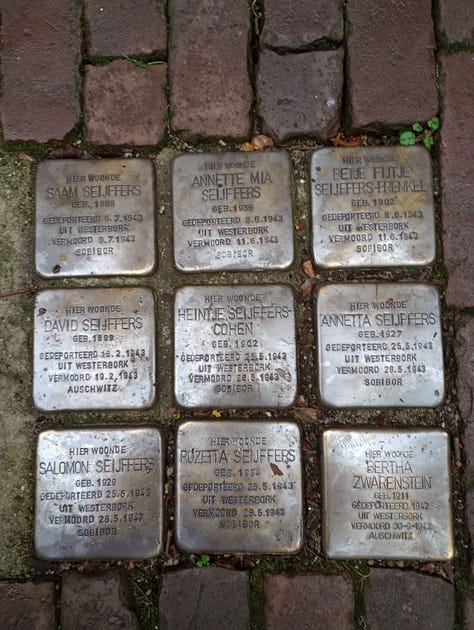 HIER WOONDE
SAAM SEIJFFERS
GEB. 1898
GEDEPORTEERD 6.7.1943
UIT WESTERBORK
VERMOORD 9.7.1943
SOBIBOR
HIER WOONDE
ANNETTE MIA
SEIJFFERS
GEB. 1936
GEDEPORTEERD 8.6.1943
UIT WESTERBORK
VERMOORD 11.6.1943
SOBIBOR
HIER WOONDE
BEIJE FIJTJE
SEIJFFERS-FRENKEL
GEB. 1902
GEDEPORTEERD 8.6.1943
UIT WESTERBORK
VERMOORD 11.6.1943
SOBIBOR
HIER WOONDE
DAVID SEIJFFERS
GEB. 1899
GEDEPORTEERD 16.2.1943
UIT WESTERBORK
VERMOORD 19.2.1943
AUSCHWITZ
HIER WOONDE
HEINTJE SEIJFFERS-
COHEN
GEB. 1902
GEDEPORTEERD 25.5.1943
UIT WESTERBORK
VERMOORD 28.5.1943
SOBIBOR
HIER WOONDE
ANNETTA SEIJFFERS
GEB. 1927
GEDEPORTEERD 25.5.1943
UIT WESTERBORK
VERMOORD 28.5.1943
SOBIBOR
HIER WOONDE
SALOMON SEIJFFERS
GEB. 1929
GEDEPORTEERD 25.5.1943
UIT WESTERBORK
VERMOORD 28.5.1943
SOBIBOR
HIER WOONDE
ROZETTA SEIJFFERS
GEB.
GEDEPORTEERD 25.5.1943
UIT WESTERBORK
VERMOORD 28.5.1943
SOBIBOR
HIER WOONDE
BERTHA
ZWARENSTEIN
GEB. 1911
GEDEPORTEERD 1942
UIT WESTERBORK
VERMOORD 30-9-1942
AUSCHWITZ